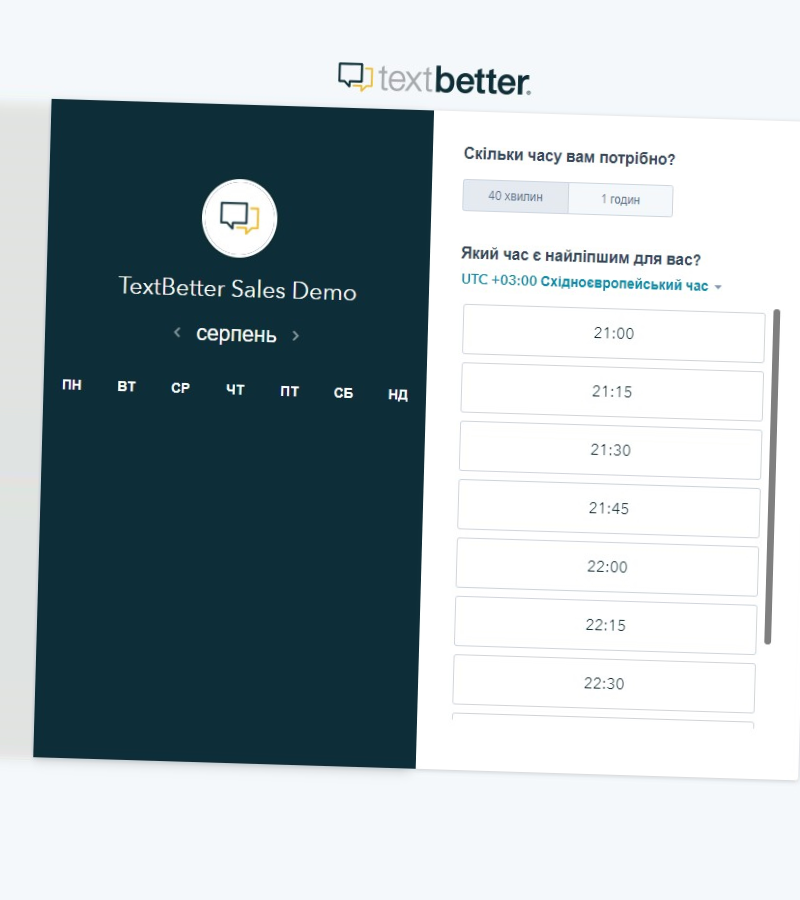 textbetter.
TextBetter Sales Demo
серпень
ПН ВТ СР ЧТ ПТ СБ НД
Скільки часу вам потрібно?
40 хвилин 1 годин
Який час є найліпшим для вас?
UTC +03:00 Східноєвропейський час
21:00
21:15
21:30
21:45
22:00
22:15
22:30